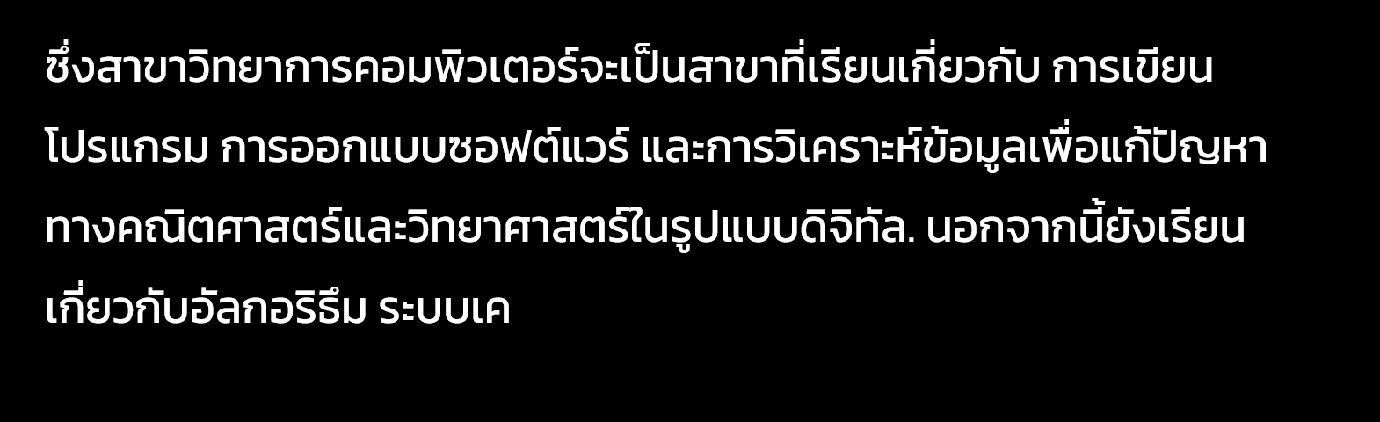 ซึ่งสาขาวิทยาการคอมพิวเตอร์จะเป็นสาขาที่เรียนเกี่ยวกับ การเขียน
โปรแกรม การออกแบบซอฟต์แวร์ และการวิเคราะห์ข้อมูลเพื่อแก้ปัญหา
ทางคณิตศาสตร์และวิทยาศาสตร์ในรูปแบบดิจิทัล. นอกจากนี้ยังเรียน
เกี่ยวกับอัลกอริธึม ระบบเค